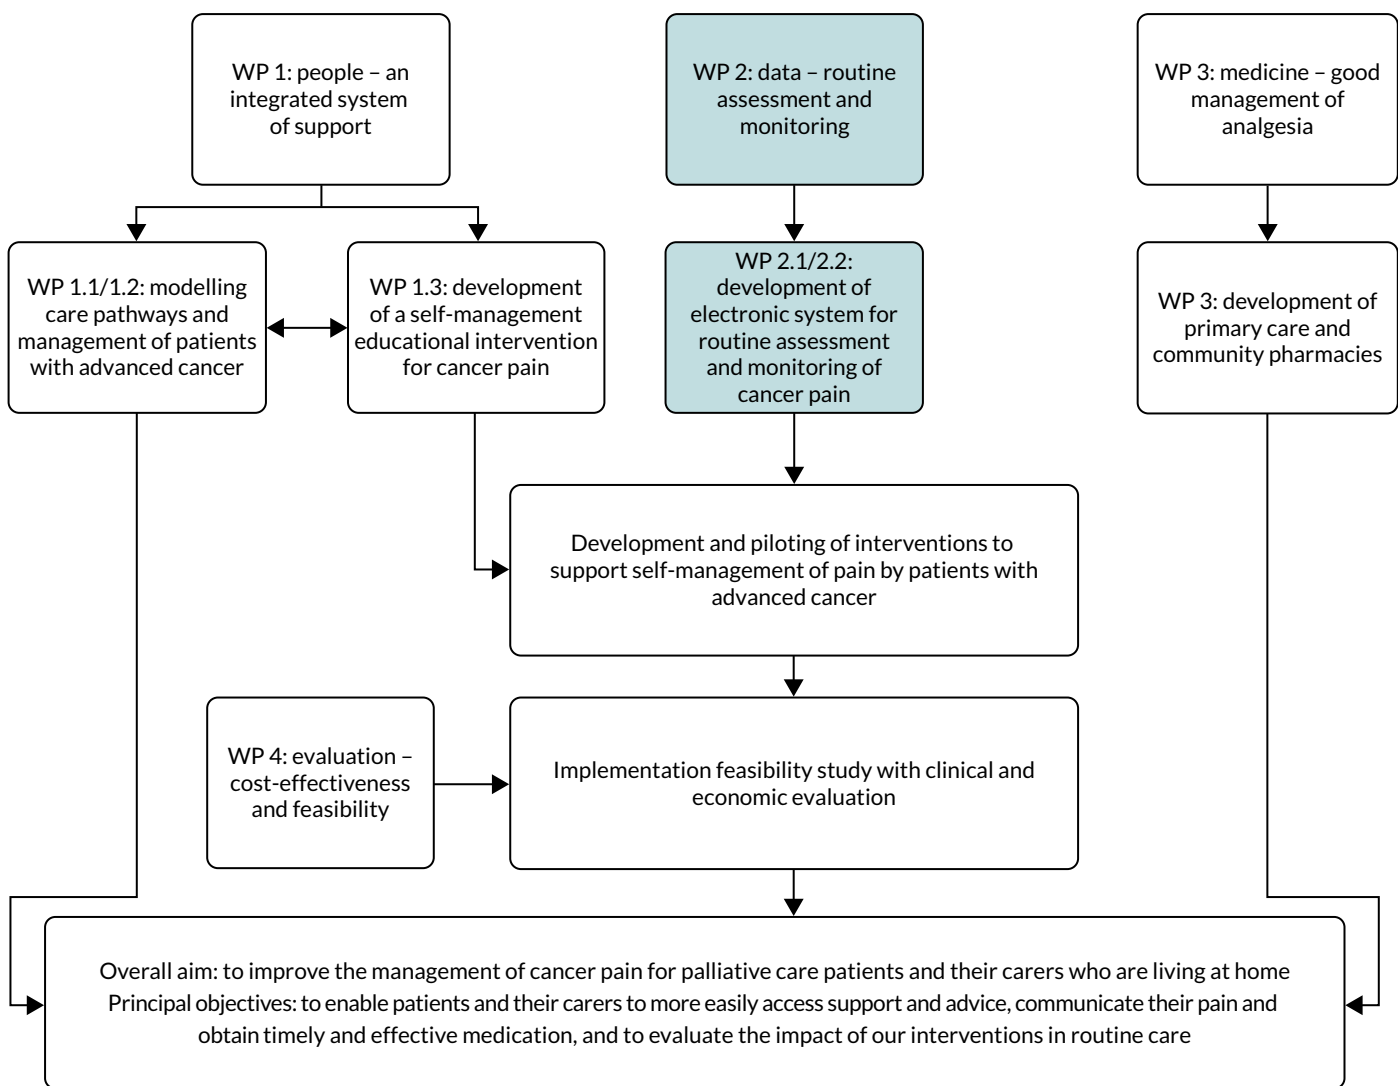 WP 1: people – an
integrated system
of support
WP 2: data – routine
assessment and
monitoring
WP 3: medicine – good
management of
analgesia
WP 1.1/1.2: modelling
care pathways and
management of patients
with advanced cancer
WP 1.3: development
of a self-management
educational intervention
for cancer pain
WP 2.1/2.2:
development of
electronic system for
routine assessment
and monitoring of
cancer pain
WP 3: development of
primary care and
community pharmacies
Development and piloting of interventions to
support self-management of pain by patients with
advanced cancer
WP 4: evaluation –
cost-effectiveness
and feasibility
Implementation feasibility study with clinical and
economic evaluation
Overall aim: to improve the management of cancer pain for palliative care patients and their carers who are living at home
Principal objectives: to enable patients and their carers to more easily access support and advice, communicate their pain and
obtain timely and effective medication, and to evaluate the impact of our interventions in routine care